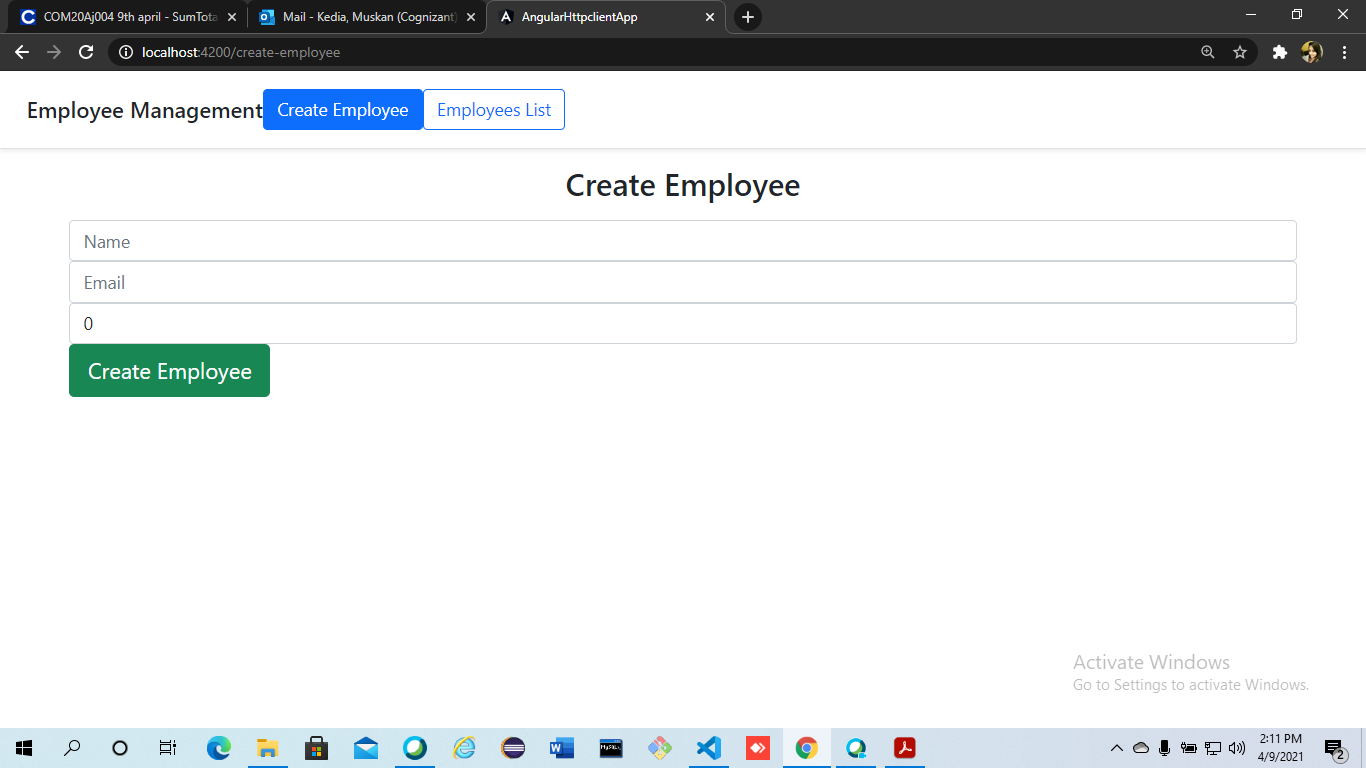 COM20Aj004 9th april - SumTota
Mail - Kedia, Muskan (Cognizant)
AngularHttpclientApp
localhost:4200/create-employee
Employee Management
Create Employee
Employees List
Create Employee
Name
Email
0
Create Employee
Activate Windows
Go to Settings to activate Windows.
2:11 PM
4/9/2021
2